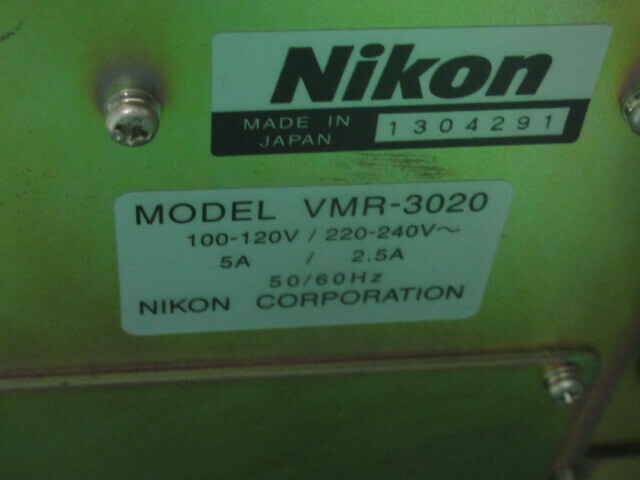 Nikon
MADE IN
JAPAN
1304291
MODEL VMR-3020
100-120V / 220-240V~
5A / 2.5A
50/60Hz
NIKON CORPORATION